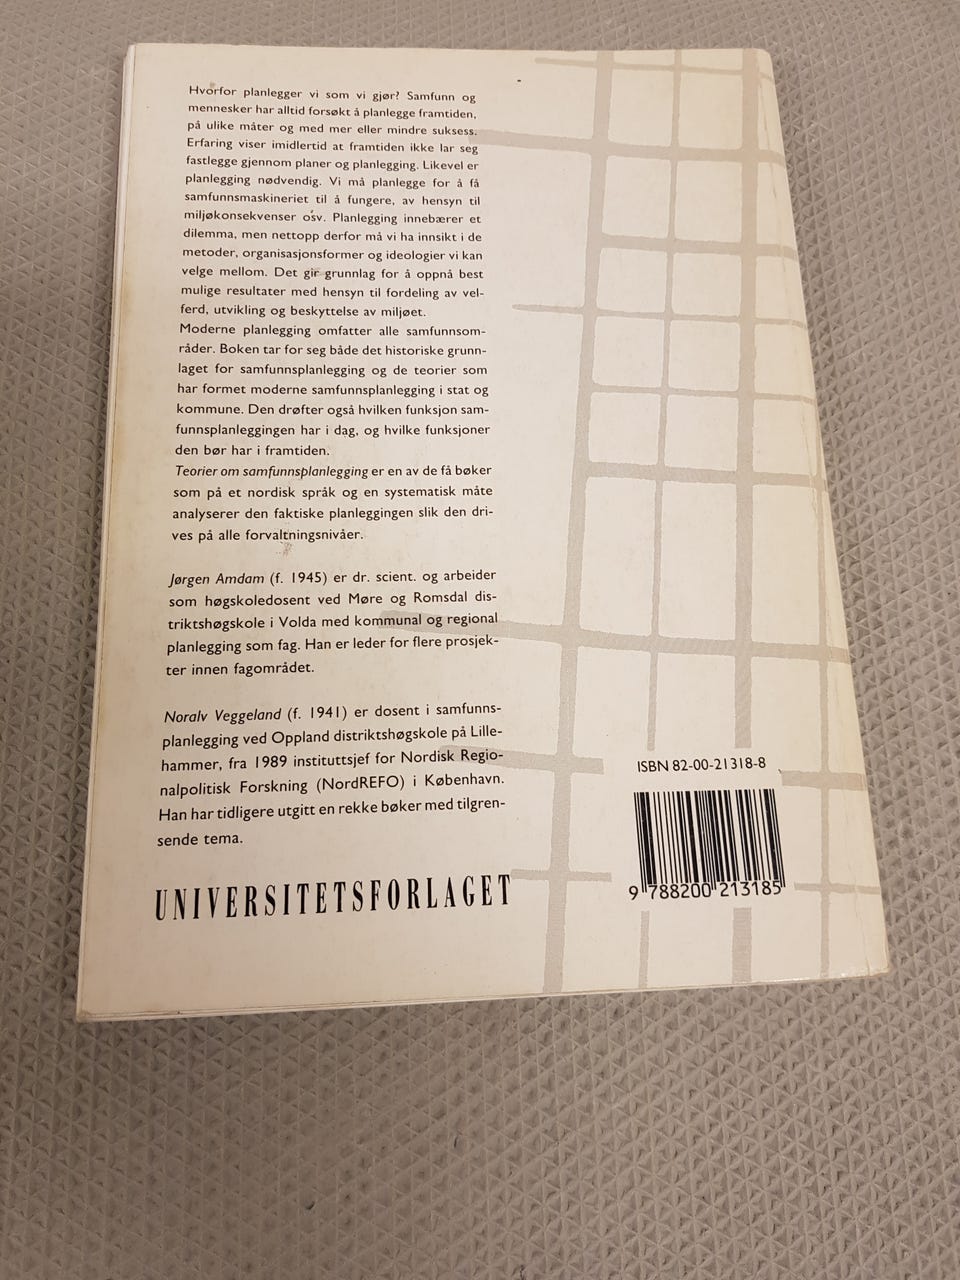 Hvorfor planlegger vi som vi gjør? Samfunn og
mennesker har alltid forsøkt å planlegge framtiden,
på ulike måter og med mer eller mindre suksess.
Erfaring viser imidlertid at framtiden ikke lar seg
fastlegge gjennom planer og planlegging. Likevel er
planlegging nødvendig. Vi må planlegge for å få
samfunnsmaskineriet til å fungere, av hensyn til
miljøkonsekvenser osv. Planlegging innebærer et
dilemma, men nettopp derfor må vi ha innsikt i de
metoder, organisasjonsformer og ideologier vi kan
velge mellom. Det gir grunnlag for å oppnå best
mulige resultater med hensyn til fordeling av vel-
ferd, utvikling og beskyttelse av miljøet.
Moderne planlegging omfatter alle samfunnsom-
råder. Boken tar for seg både det historiske grunn-
laget for samfunnsplanlegging og de teorier som
har formet moderne samfunnsplanlegging i stat og
kommune. Den drøfter også hvilken funksjon sam-
funnsplanleggingen har i dag, og hvilke funksjoner
den bør har i framtiden.
Teorier om samfunnsplanlegging er en av de få bøker
som på et nordisk språk og en systematisk måte
analyserer den faktiske planleggingen slik den dri-
ves på alle forvaltningsnivåer.
Jørgen Amdam (f. 1945) er dr. scient. og arbeider
som høgskoledosent ved Møre og Romsdal dis-
triktshøgskole i Volda med kommunal og regional
planlegging som fag. Han er leder for flere prosjek-
ter innen fagområdet.
Noralv Veggeland (f. 1941) er dosent i samfunns-
planlegging ved Oppland distriktshøgskole på Lille-
hammer, fra 1989 instituttsjef for Nordisk Regio-
nalpolitisk Forskning (NordREFO) i København.
Han har tidligere utgitt en rekke bøker med tilgren-
sende tema.
UNIVERSITETSFORLAGET
ISBN 82-00-21318-8
9 788200 213185